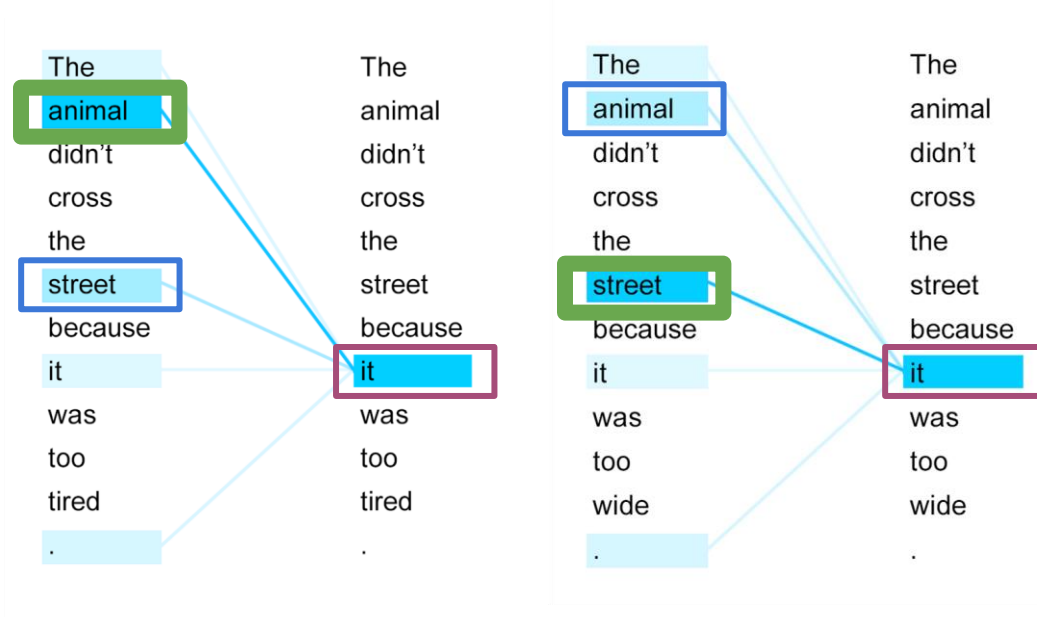 The
animal
didn't
cross
the
street
because
it
was
too
tired
.
The
animal
didn't
cross
the
street
because
it
was
too
tired
.
The
animal
didn't
cross
the
street
because
it
was
too
wide
.
The
animal
didn't
cross
the
street
because
it
was
too
wide
.